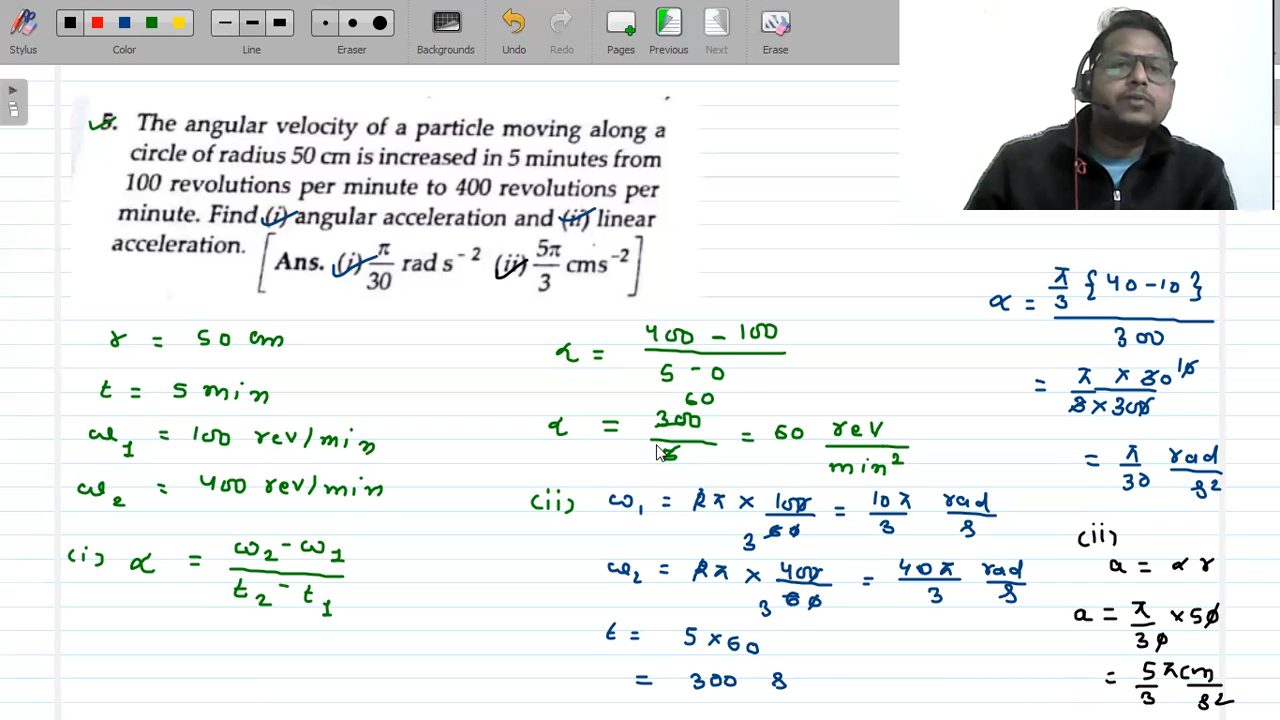 Stylus Color Line Eraser Backgrounds Undo Redo Pages Previous Next Erase
5. The angular velocity of a particle moving along a
circle of radius 50 cm is increased in 5 minutes from
100 revolutions per minute to 400 revolutions per
minute. Find (i) angular acceleration and (ii) linear
acceleration. [Ans. (i) π/30 rad s⁻² (ii) 5π/3 cms⁻²]
r = 50 cm
t = 5 min
ω₁ = 100 rev/min
ω₂ = 400 rev/min
(i) α = ω₂-ω₁/t₂-t₁
α = 400 - 100/5 - 0
60
α = 300/5 = 60 rev/min²
(ii) ω₁ = 2π × 100/60 = 10π/3 rad/s
3
ω₂ = 2π × 400/60 = 40π/3 rad/s
3
t = 5 × 60
= 300 s
α = π/3 {40-10}/300
= π × 30/3 × 300 10
= π/30 rad/s²
(ii)
a = α r
a = π/30 × 50
= 5/3 π cm/s²